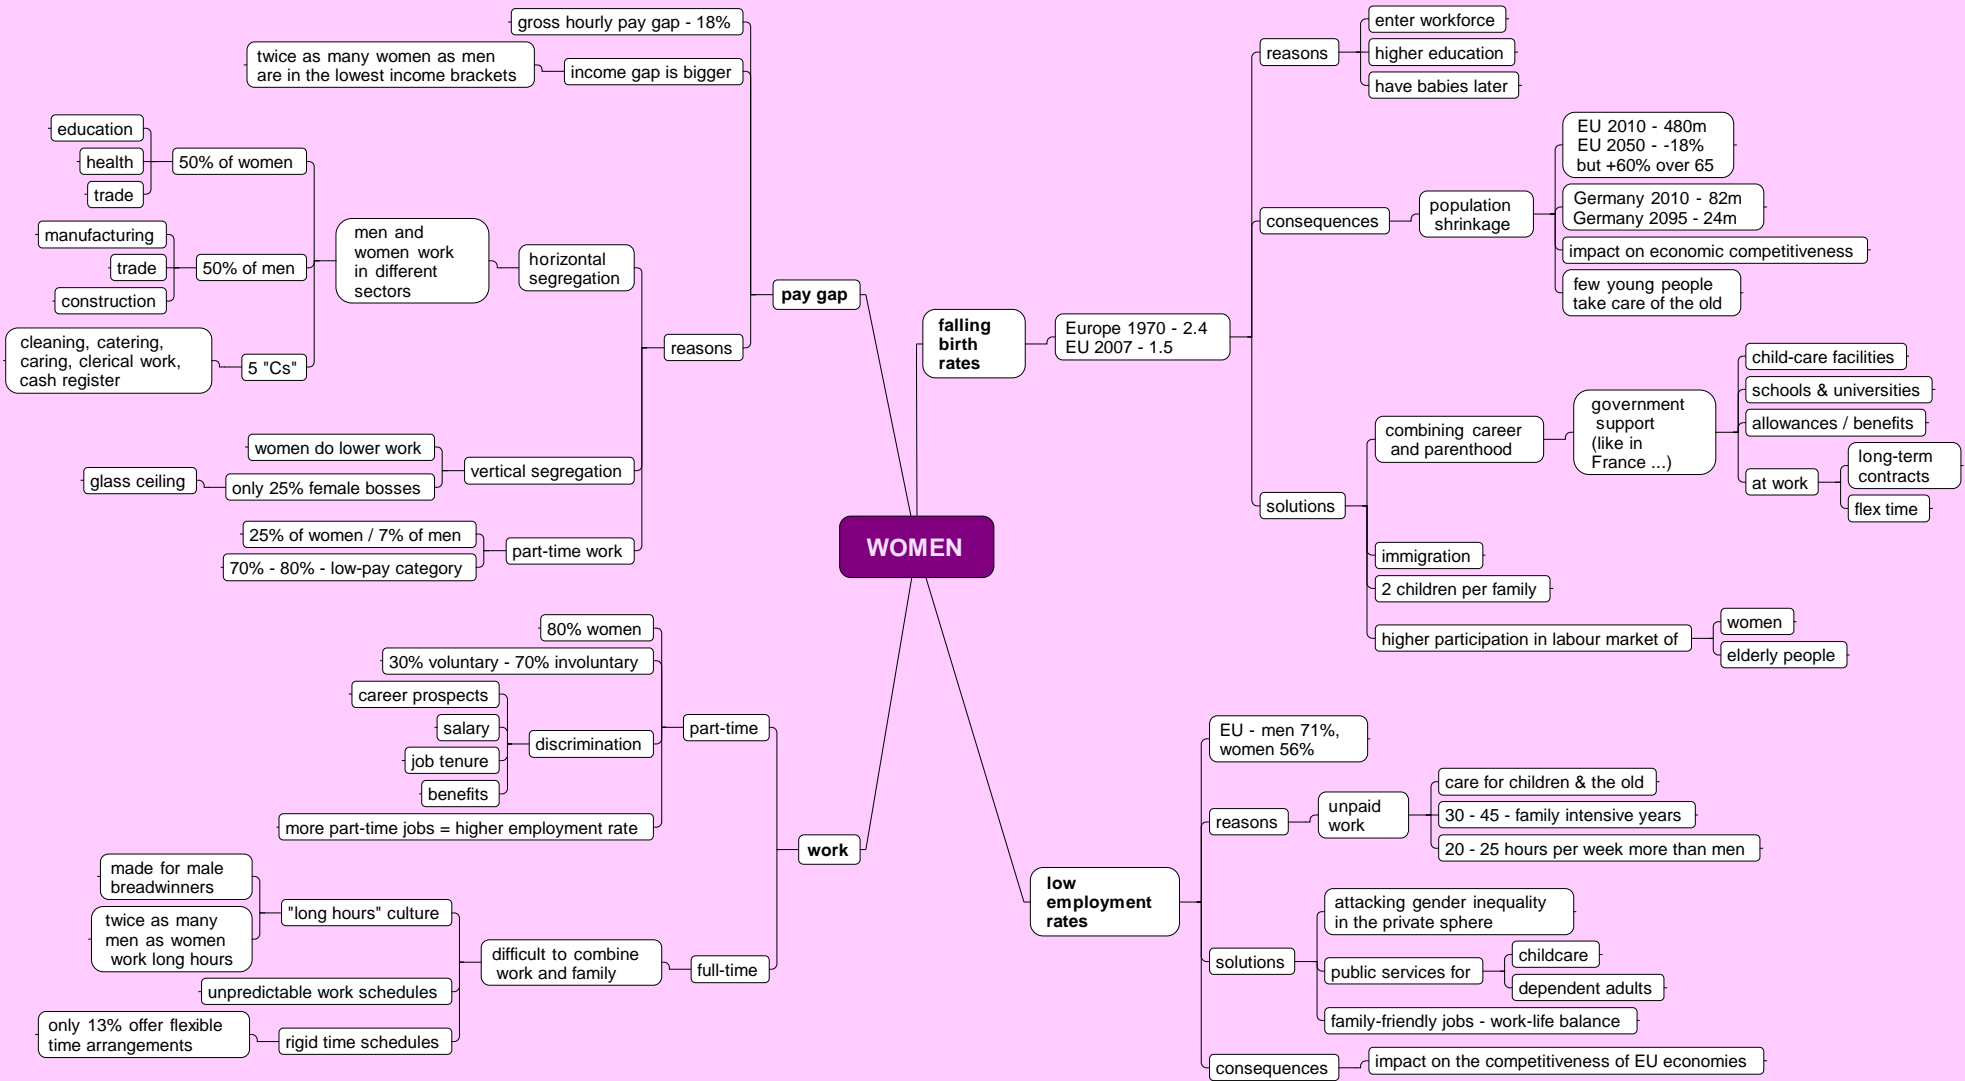 WOMEN
pay gap
gross hourly pay gap - 18%
income gap is bigger
twice as many women as men
are in the lowest income brackets
reasons
horizontal
segregation
men and
women work
in different
sectors
50% of women
education
health
trade
50% of men
manufacturing
trade
construction
5 "Cs"
cleaning, catering,
caring, clerical work,
cash register
vertical segregation
women do lower work
only 25% female bosses
glass ceiling
part-time work
25% of women / 7% of men
70% - 80% - low-pay category
falling
birth
rates
Europe 1970 - 2.4
EU 2007 - 1.5
reasons
enter workforce
higher education
have babies later
consequences
population
shrinkage
EU 2010 - 480m
EU 2050 - -18%
but +60% over 65
Germany 2010 - 82m
Germany 2095 - 24m
impact on economic competitiveness
few young people
take care of the old
solutions
combining career
and parenthood
government
support
(like in
France ...)
child-care facilities
schools & universities
allowances / benefits
at work
long-term
contracts
flex time
immigration
2 children per family
higher participation in labour market of
women
elderly people
work
part-time
80% women
30% voluntary - 70% involuntary
discrimination
career prospects
salary
job tenure
benefits
more part-time jobs = higher employment rate
full-time
difficult to combine
work and family
"long hours" culture
made for male
breadwinners
twice as many
men as women
work long hours
unpredictable work schedules
rigid time schedules
only 13% offer flexible
time arrangements
low
employment
rates
EU - men 71%,
women 56%
reasons
unpaid
work
care for children & the old
30 - 45 - family intensive years
20 - 25 hours per week more than men
solutions
attacking gender inequality
in the private sphere
public services for
childcare
dependent adults
family-friendly jobs - work-life balance
consequences
impact on the competitiveness of EU economies